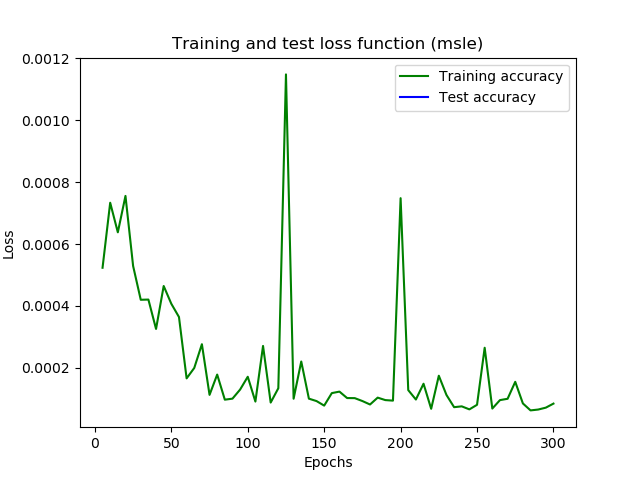 Training and test loss function (msle)
Training accuracy
Test accuracy
0.0012
0.0010
0.0008
0.0006
0.0004
0.0002
Loss
0 50 100 150 200 250 300
Epochs